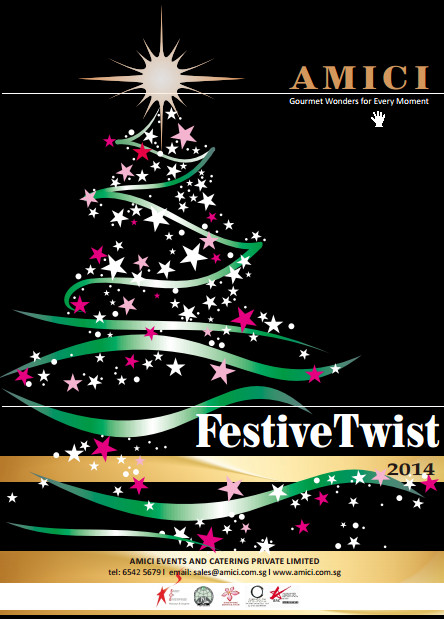 AMICI
Gourmet Wonders for Every Moment
FestiveTwist
2014
AMICI EVENTS AND CATERING PRIVATE LIMITED
tel: 6542 5679 I email: sales@amici.com.sg I www.amici.com.sg